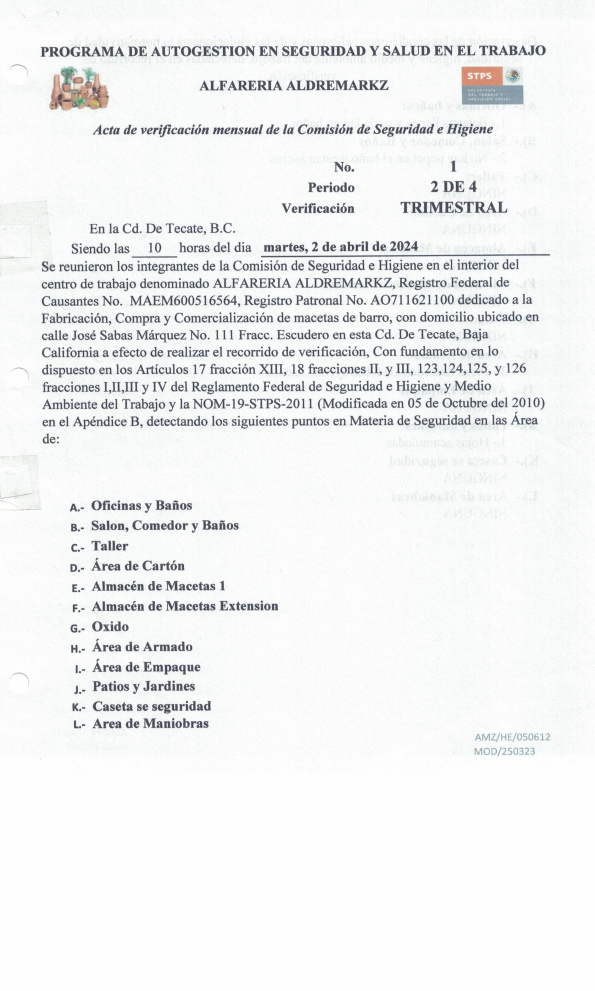 PROGRAMA DE AUTOGESTION EN SEGURIDAD Y SALUD EN EL TRABAJO
ALFARERIA ALDREMARKZ
STPS
SECRETARÍA
DEL TRABAJO Y
PREVISIÓN SOCIAL
Acta de verificación mensual de la Comisión de Seguridad e Higiene
No. 1
Periodo 2 DE 4
Verificación TRIMESTRAL
En la Cd. De Tecate, B.C.
Siendo las 10 horas del dia martes, 2 de abril de 2024
Se reunieron los integrantes de la Comisión de Seguridad e Higiene en el interior del
centro de trabajo denominado ALFARERIA ALDREMARKZ, Registro Federal de
Causantes No. MAEM600516564, Registro Patronal No. AO711621100 dedicado a la
Fabricación, Compra y Comercialización de macetas de barro, con domicilio ubicado en
calle José Sabas Márquez No. 111 Fracc. Escudero en esta Cd. De Tecate, Baja
California a efecto de realizar el recorrido de verificación, Con fundamento en lo
dispuesto en los Artículos 17 fracción XIII, 18 fracciones II, y III, 123,124,125, y 126
fracciones I,II,III y IV del Reglamento Federal de Seguridad e Higiene y Medio
Ambiente del Trabajo y la NOM-19-STPS-2011 (Modificada en 05 de Octubre del 2010)
en el Apéndice B, detectando los siguientes puntos en Materia de Seguridad en las Área
de:
A.- Oficinas y Baños
B.- Salon, Comedor y Baños
C.- Taller
D.- Área de Cartón
E.- Almacén de Macetas 1
F.- Almacén de Macetas Extension
G.- Oxido
H.- Área de Armado
I.- Área de Empaque
J.- Patios y Jardines
K.- Caseta se seguridad
L.- Area de Maniobras
AMZ/HE/050612
MOD/250323